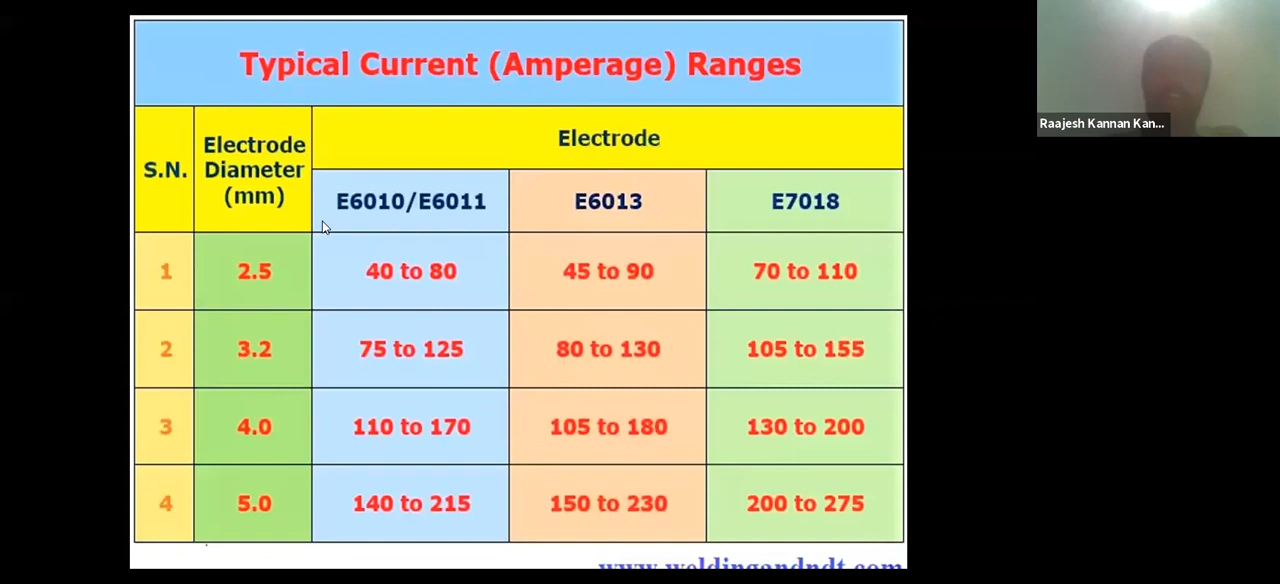 Typical Current (Amperage) Ranges
S.N.
Electrode
Diameter
(mm)
Electrode
E6010/E6011
E6013
E7018
1
2.5
40 to 80
45 to 90
70 to 110
2
3.2
75 to 125
80 to 130
105 to 155
3
4.0
110 to 170
105 to 180
130 to 200
4
5.0
140 to 215
150 to 230
200 to 275
www.weldingandndt.com
Raajesh Kannan Kan...